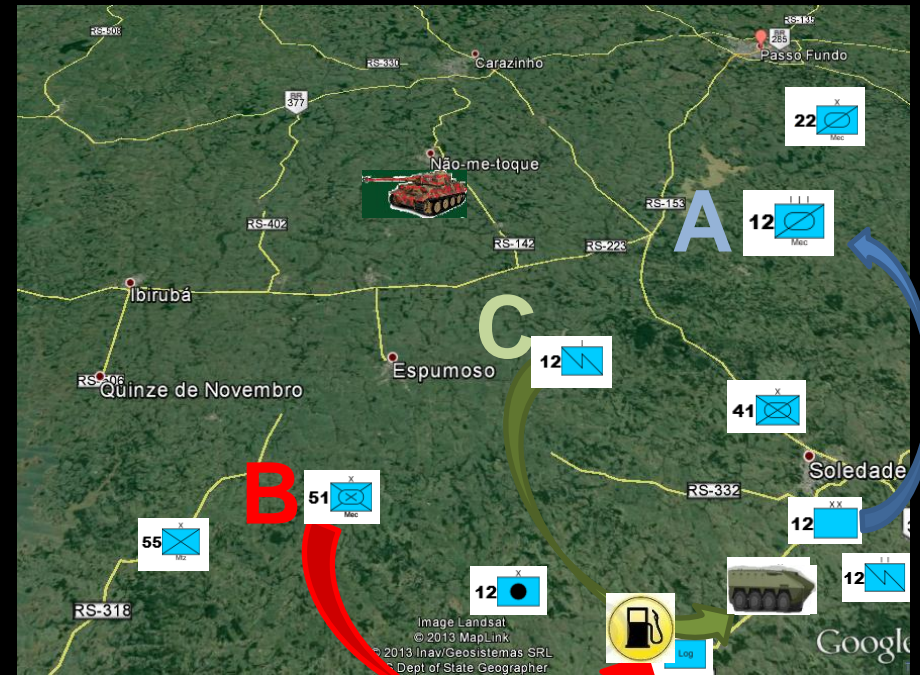 RS-508
RS-135
BR
285
Passo Fundo
RS-330
Carazinho
BR
377
X
22
Mec
Não-me-toque
RS-153
A
I I I
12
Mec
RS-402
RS-142
RS-223
Ibirubá
C
I
12
Espumoso
Quinze de Novembro
X
41
Soledade
B
X
51
Mec
RS-332
X X
12
3
X
55
Mtz
X
12
I I
12
RS-318
Image Landsat
© 2013 MapLink
© 2013 Inav/Geosistemas SRL
Dept of State Geographer
Log
Google